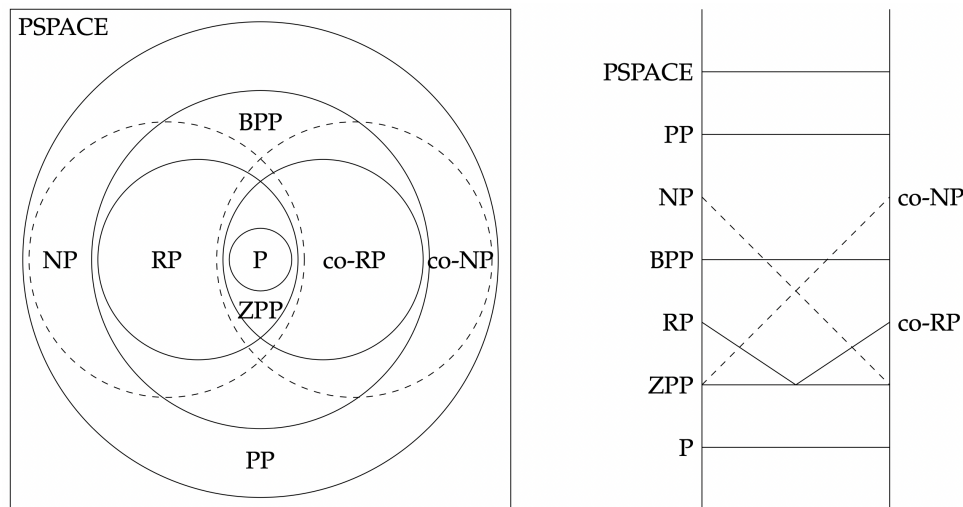 PSPACE
BPP
NP RP P co-RP co-NP
ZPP
PP
PSPACE
PP
NP co-NP
BPP
RP co-RP
ZPP
P